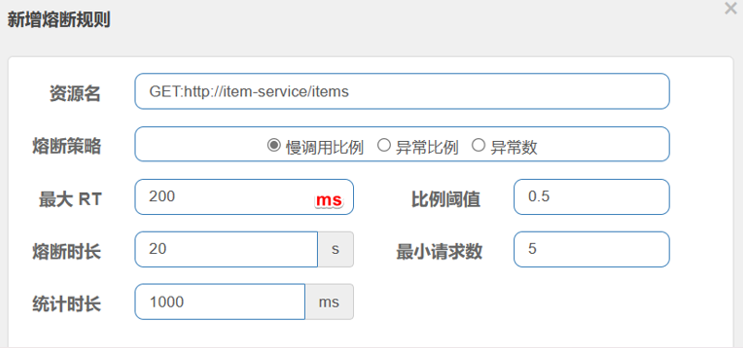 新增熔断规则
资源名 GET:http://item-service/items
熔断策略 慢调用比例 异常比例 异常数
最大 RT 200 ms 比例阈值 0.5
熔断时长 20 s 最小请求数 5
统计时长 1000 ms